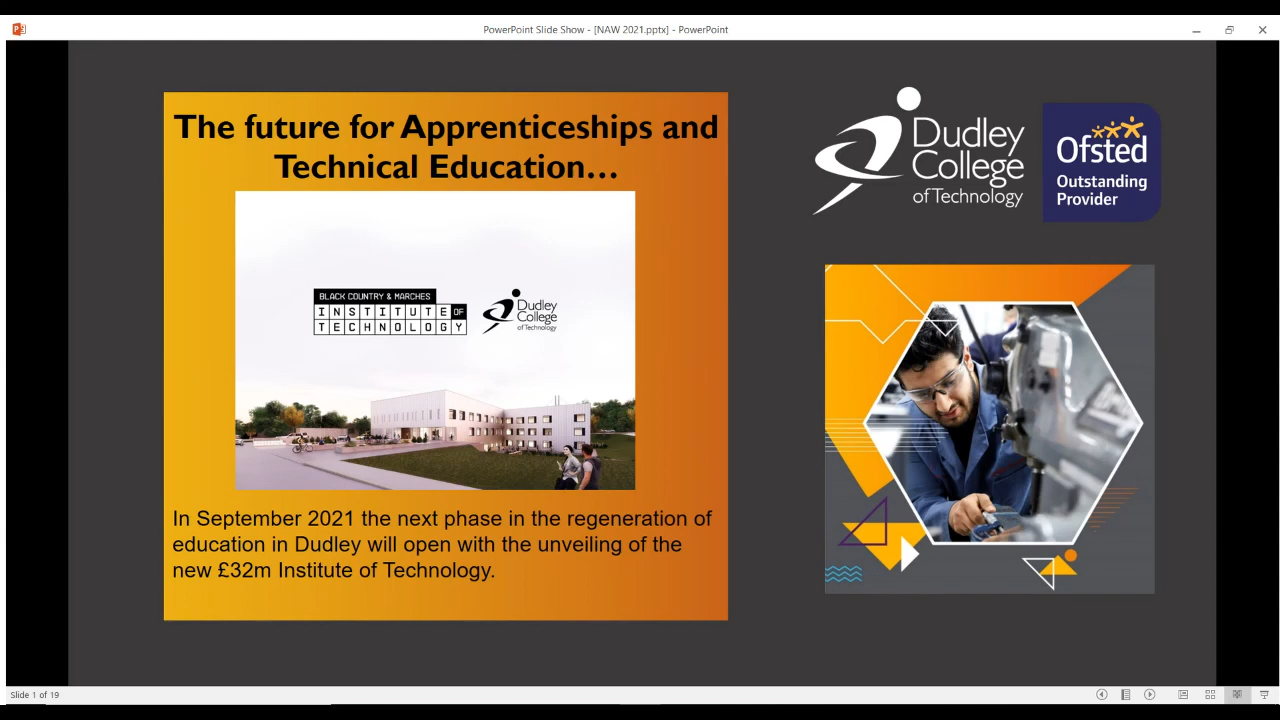 PowerPoint Slide Show - [NAW 2021.pptx] - PowerPoint
The future for Apprenticeships and
Technical Education...
BLACK COUNTRY & MARCHES
INSTITUTE OF
TECHNOLOGY
Dudley
College
of Technology
In September 2021 the next phase in the regeneration of
education in Dudley will open with the unveiling of the
new £32m Institute of Technology.
Dudley
College
of Technology
Ofsted
Outstanding
Provider
Slide 1 of 19